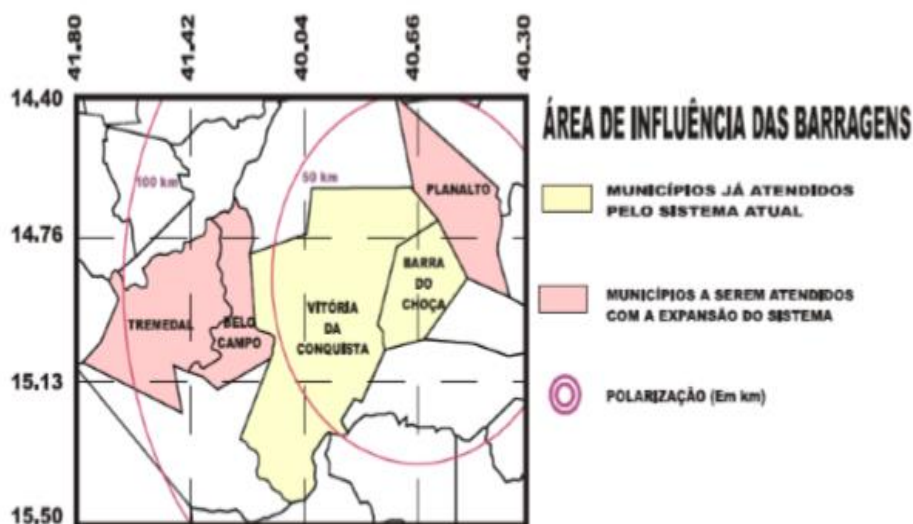 41.80 41.42 40.04 40.66 40.30
14.40
14.76
15.13
15.50
100 km
50 km
PLANALTO
BARRA
DO
CHOÇA
VITÓRIA
DA
CONQUISTA
TREMEDAL
BELO
CAMPO
ÁREA DE INFLUÊNCIA DAS BARRAGENS
MUNICÍPIOS JÁ ATENDIDOS
PELO SISTEMA ATUAL
MUNICÍPIOS A SEREM ATENDIDOS
COM A EXPANSÃO DO SISTEMA
POLARIZAÇÃO (Em km)